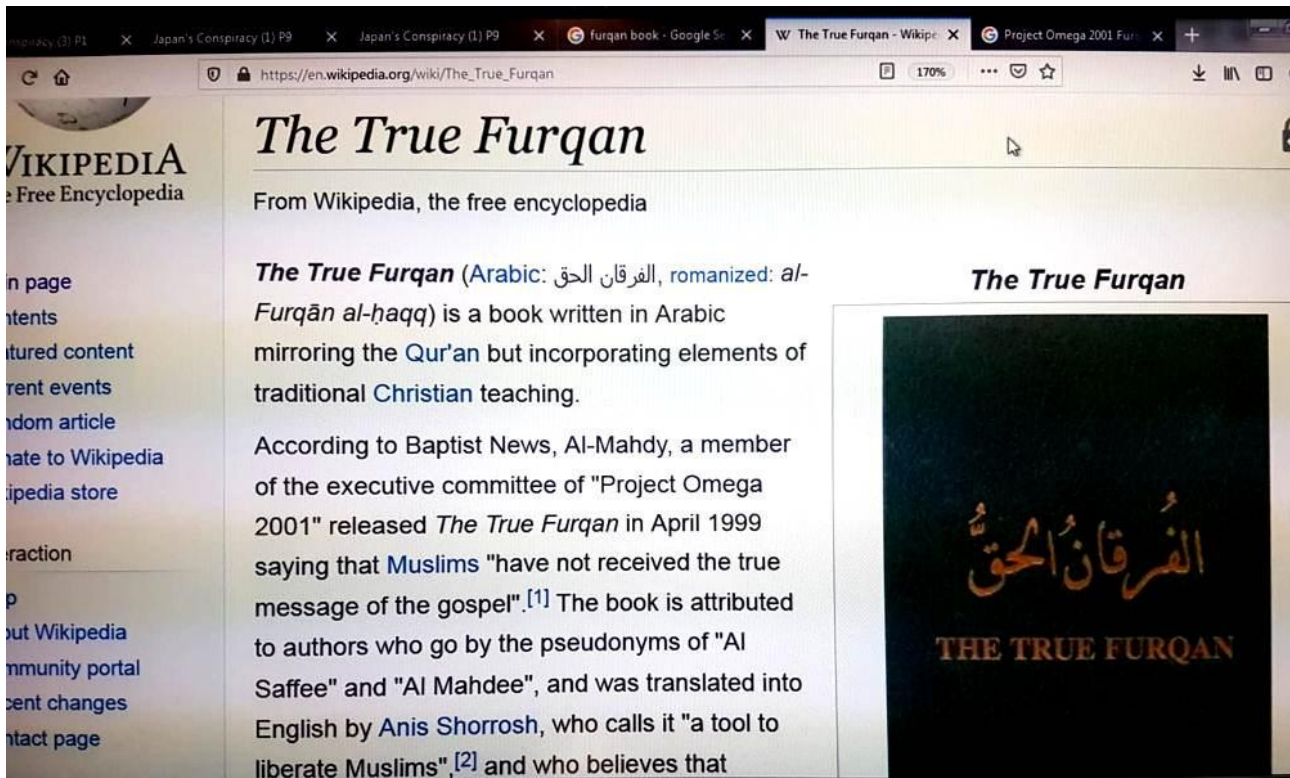 Japan's Conspiracy (1) P9
Japan's Conspiracy (1) P9
furqan book - Google Se
W The True Furqan - Wikipe
Project Omega 2001 Fur
https://en.wikipedia.org/wiki/The_True_Furqan
170%
WIKIPEDIA
Free Encyclopedia
The True Furqan
From Wikipedia, the free encyclopedia
n page
ntents
tured content
rrent events
ndom article
nate to Wikipedia
ipedia store
eraction
p
out Wikipedia
mmunity portal
cent changes
ntact page
The True Furqan (Arabic: الفرقان الحق, romanized: al-
Furqān al-ḥaqq) is a book written in Arabic
mirroring the Qur'an but incorporating elements of
traditional Christian teaching.
According to Baptist News, Al-Mahdy, a member
of the executive committee of "Project Omega
2001" released The True Furqan in April 1999
saying that Muslims "have not received the true
message of the gospel".[1] The book is attributed
to authors who go by the pseudonyms of "Al
Saffee" and "Al Mahdee", and was translated into
English by Anis Shorrosh, who calls it "a tool to
liberate Muslims",[2] and who believes that
The True Furqan
الفُرقانُ الحقُّ
THE TRUE FURQAN